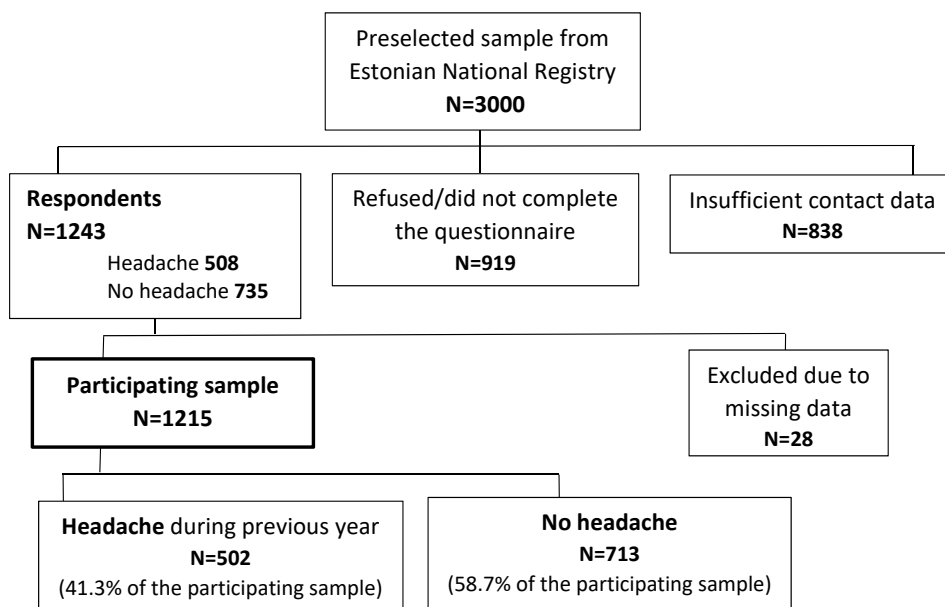 Preselected sample from
Estonian National Registry
N=3000
Respondents
N=1243
Headache 508
No headache 735
Refused/did not complete
the questionnaire
N=919
Insufficient contact data
N=838
Participating sample
N=1215
Excluded due to
missing data
N=28
Headache during previous year
N=502
(41.3% of the participating sample)
No headache
N=713
(58.7% of the participating sample)